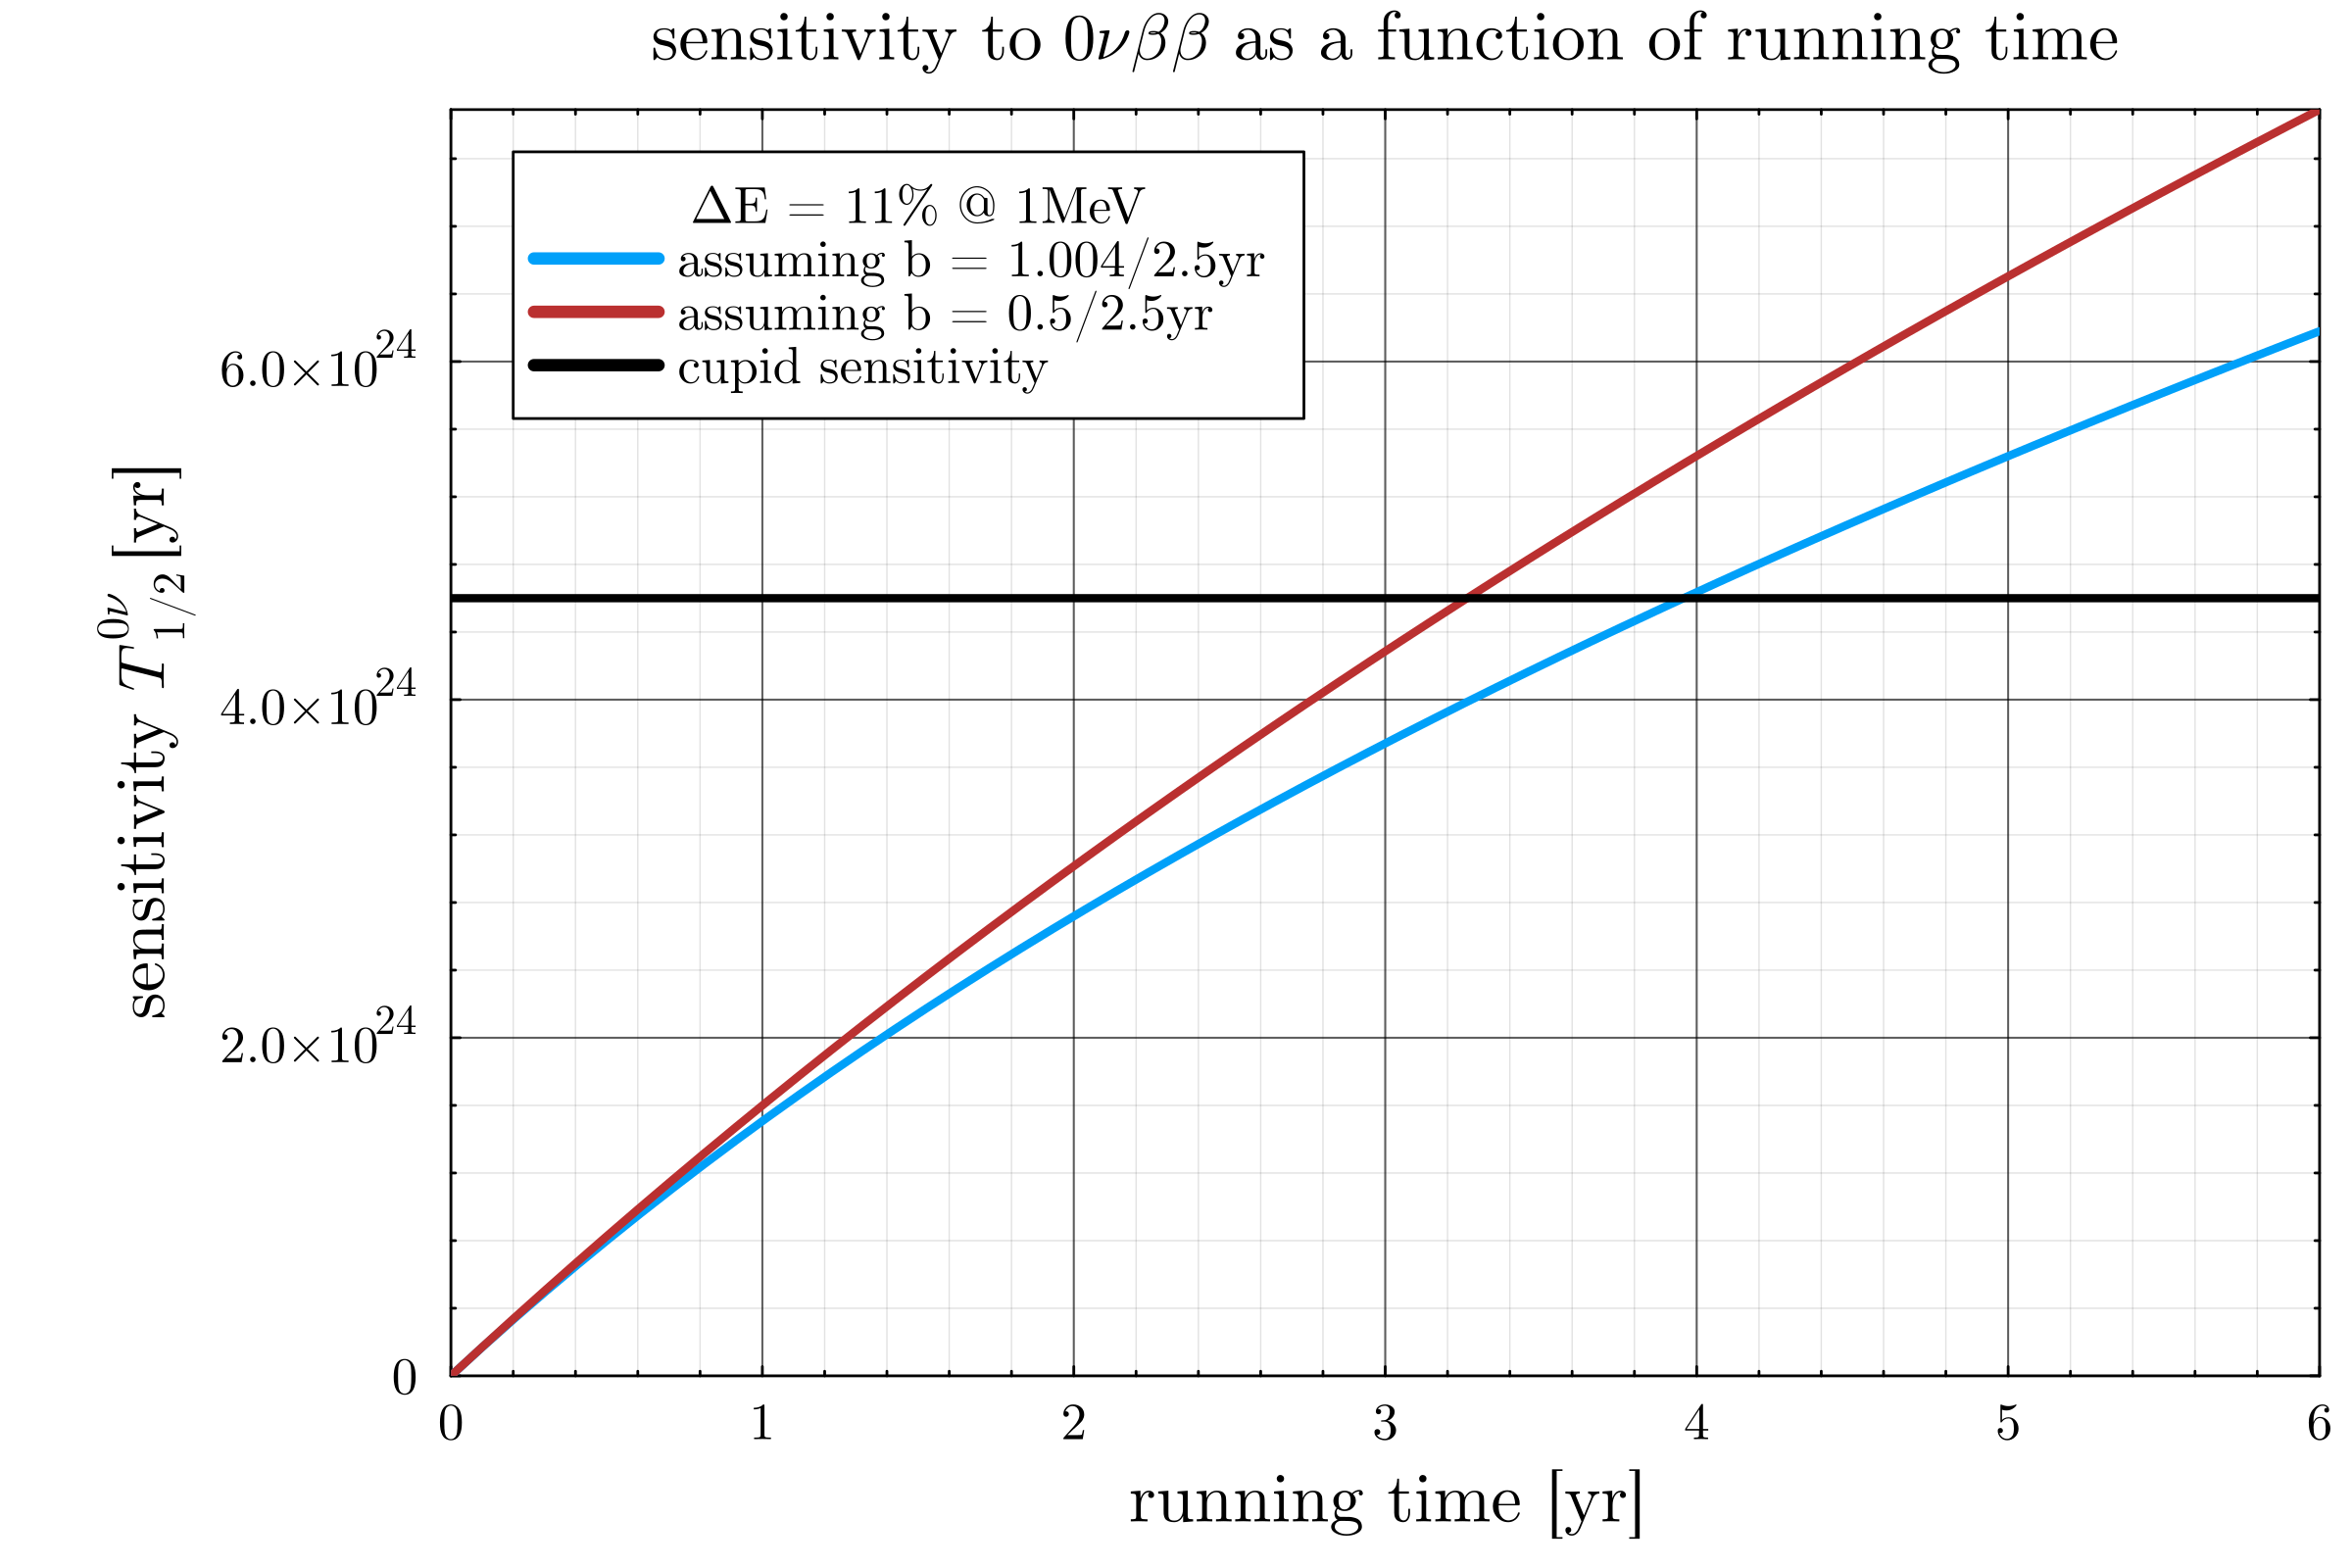 sensitivity to 0νββ as a function of running time
ΔE = 11% @ 1MeV
assuming b = 1.004/2.5yr
assuming b = 0.5/2.5yr
cupid sensitivity
sensitivity T^{0ν}_{1/2} [yr]
6.0×10^{24}
4.0×10^{24}
2.0×10^{24}
0
0 1 2 3 4 5 6
running time [yr]